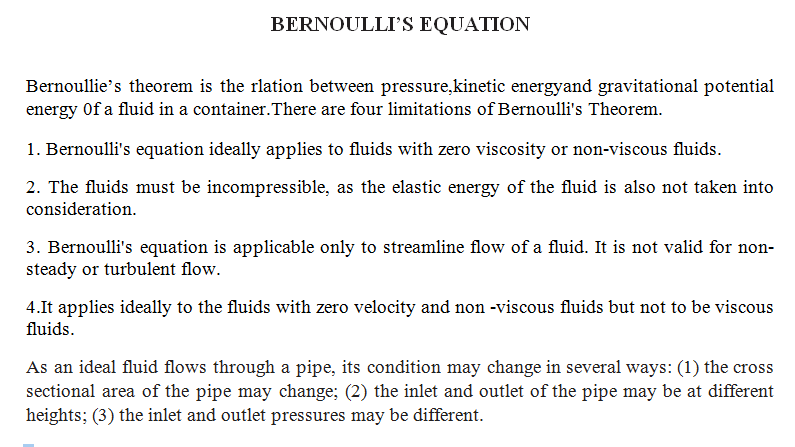 BERNOULLI’S EQUATION
Bernoullie’s theorem is the rlation between pressure,kinetic energyand gravitational potential
energy 0f a fluid in a container.There are four limitations of Bernoulli's Theorem.
1. Bernoulli's equation ideally applies to fluids with zero viscosity or non-viscous fluids.
2. The fluids must be incompressible, as the elastic energy of the fluid is also not taken into
consideration.
3. Bernoulli's equation is applicable only to streamline flow of a fluid. It is not valid for non-
steady or turbulent flow.
4.It applies ideally to the fluids with zero velocity and non -viscous fluids but not to be viscous
fluids.
As an ideal fluid flows through a pipe, its condition may change in several ways: (1) the cross
sectional area of the pipe may change; (2) the inlet and outlet of the pipe may be at different
heights; (3) the inlet and outlet pressures may be different.